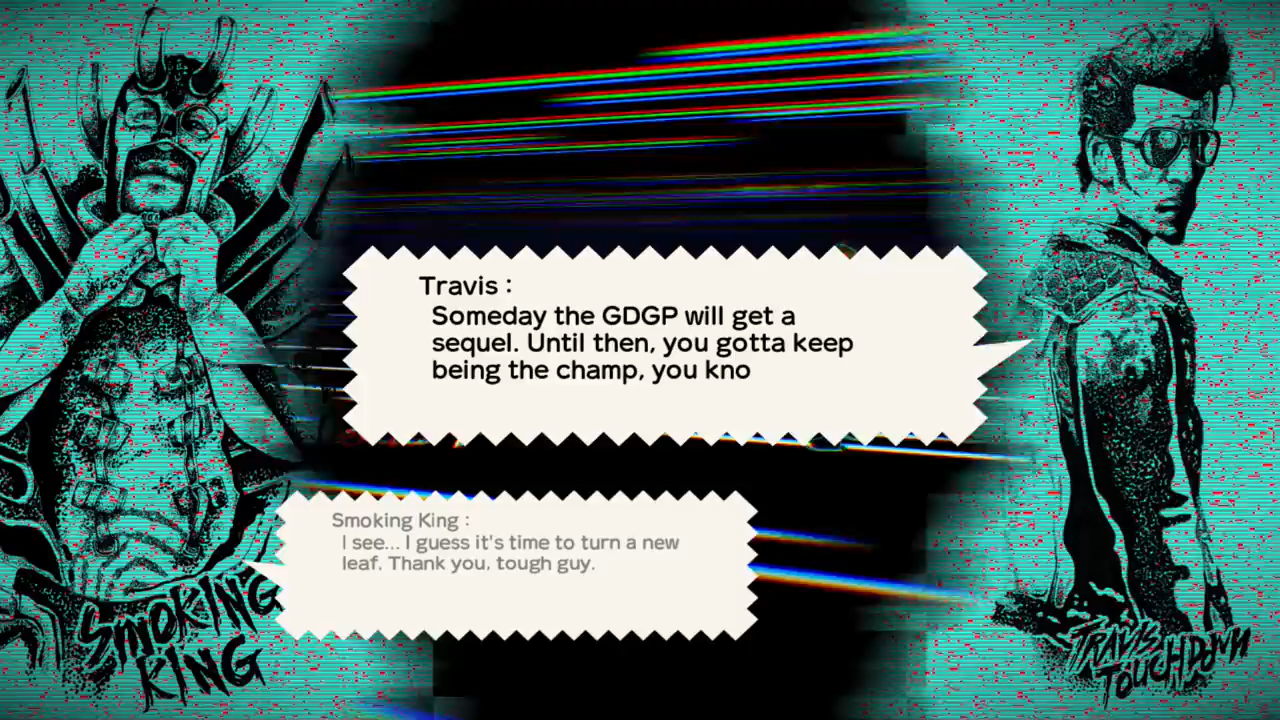 Travis :
Someday the GDGP will get a
sequel. Until then, you gotta keep
being the champ, you kno
Smoking King :
I see... I guess it's time to turn a new
leaf. Thank you, tough guy.
SMOKING
KING
TRAVIS
TOUCHDOWN